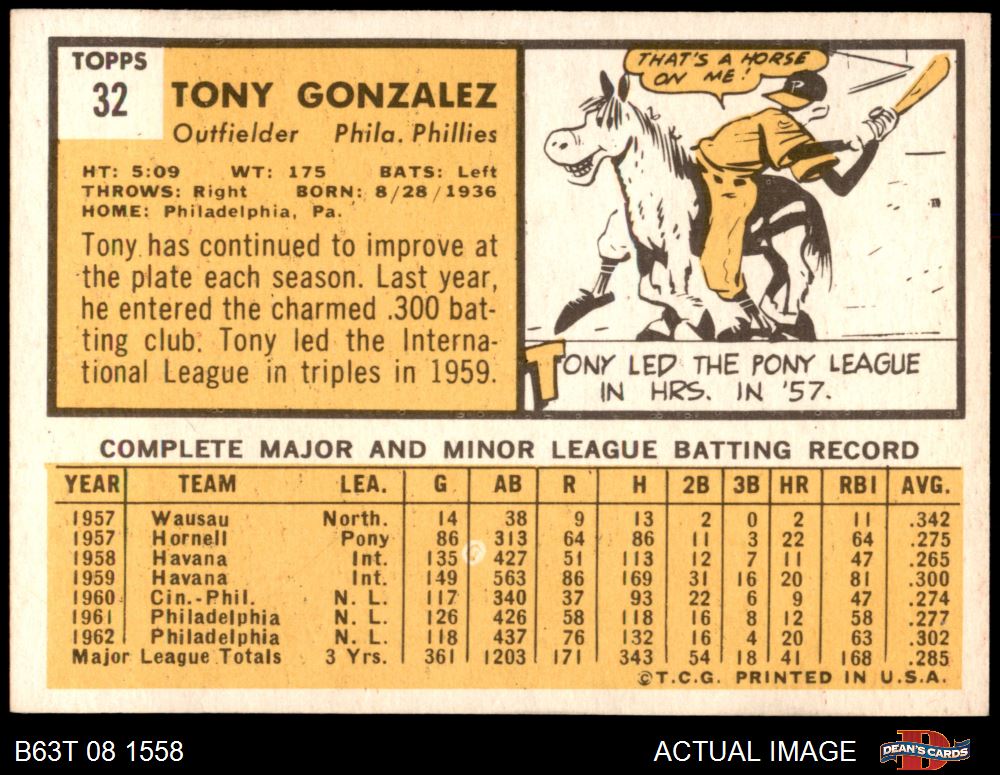 TOPPS
32
TONY GONZALEZ
Outfielder Phila. Phillies
HT: 5:09 WT: 175 BATS: Left
THROWS: Right BORN: 8/28/1936
HOME: Philadelphia, Pa.
Tony has continued to improve at
the plate each season. Last year,
he entered the charmed .300 bat-
ting club. Tony led the Interna-
tional League in triples in 1959.
THAT'S A HORSE
ON ME!
P
TONY LED THE PONY LEAGUE
IN HRS. IN '57.
COMPLETE MAJOR AND MINOR LEAGUE BATTING RECORD
YEAR TEAM LEA. G AB R H 2B 3B HR RBI AVG.
1957 Wausau North. 14 38 9 13 2 0 2 11 .342
1957 Hornell Pony 86 313 64 86 11 3 22 64 .275
1958 Havana Int. 135 427 51 113 12 7 11 47 .265
1959 Havana Int. 149 563 86 169 31 16 20 81 .300
1960 Cin.-Phil. N. L. 117 340 37 93 22 6 9 47 .274
1961 Philadelphia N. L. 126 426 58 118 16 8 12 58 .277
1962 Philadelphia N. L. 118 437 76 132 16 4 20 63 .302
Major League Totals 3 Yrs. 361 1203 171 343 54 18 41 168 .285
©T.C.G. PRINTED IN U.S.A.
B63T 08 1558 ACTUAL IMAGE D DEAN'S CARDS